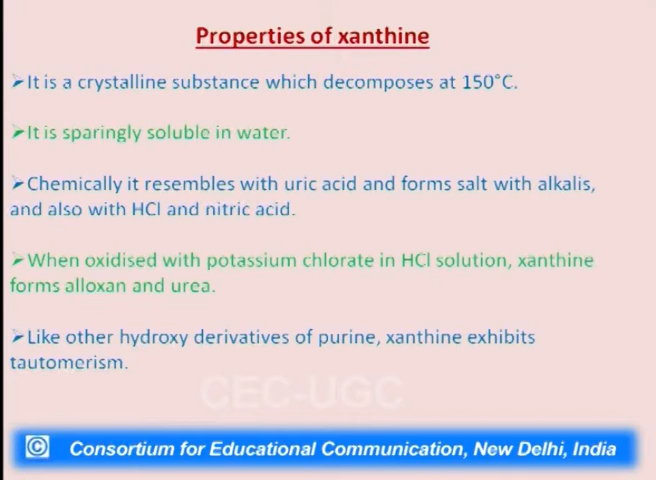 Properties of xanthine
➢It is a crystalline substance which decomposes at 150°C.
➢It is sparingly soluble in water.
➢Chemically it resembles with uric acid and forms salt with alkalis,
and also with HCl and nitric acid.
➢When oxidised with potassium chlorate in HCl solution, xanthine
forms alloxan and urea.
➢Like other hydroxy derivatives of purine, xanthine exhibits
tautomerism.
CEC-UGC
© Consortium for Educational Communication, New Delhi, India